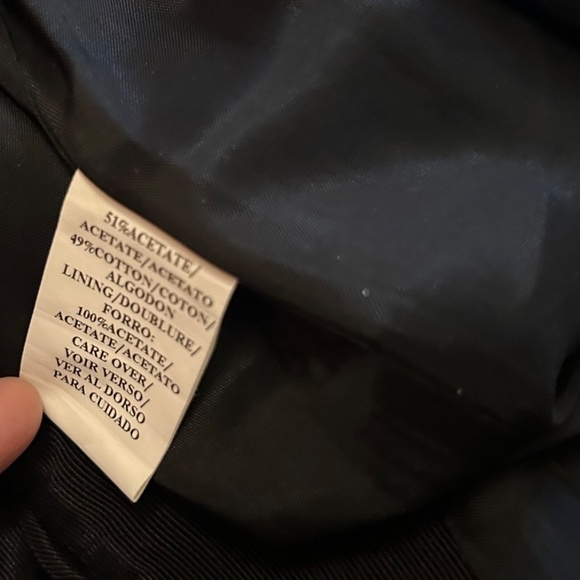 51%ACETATE/
ACETATE/ACETATO
49%COTTON/COTON/
ALGODON
LINING/DOUBLURE/
FORRO:
100%ACETATE/
ACETATE/ACETATO
CARE OVER/
VOIR VERSO/
VER AL DORSO
PARA CUIDADO